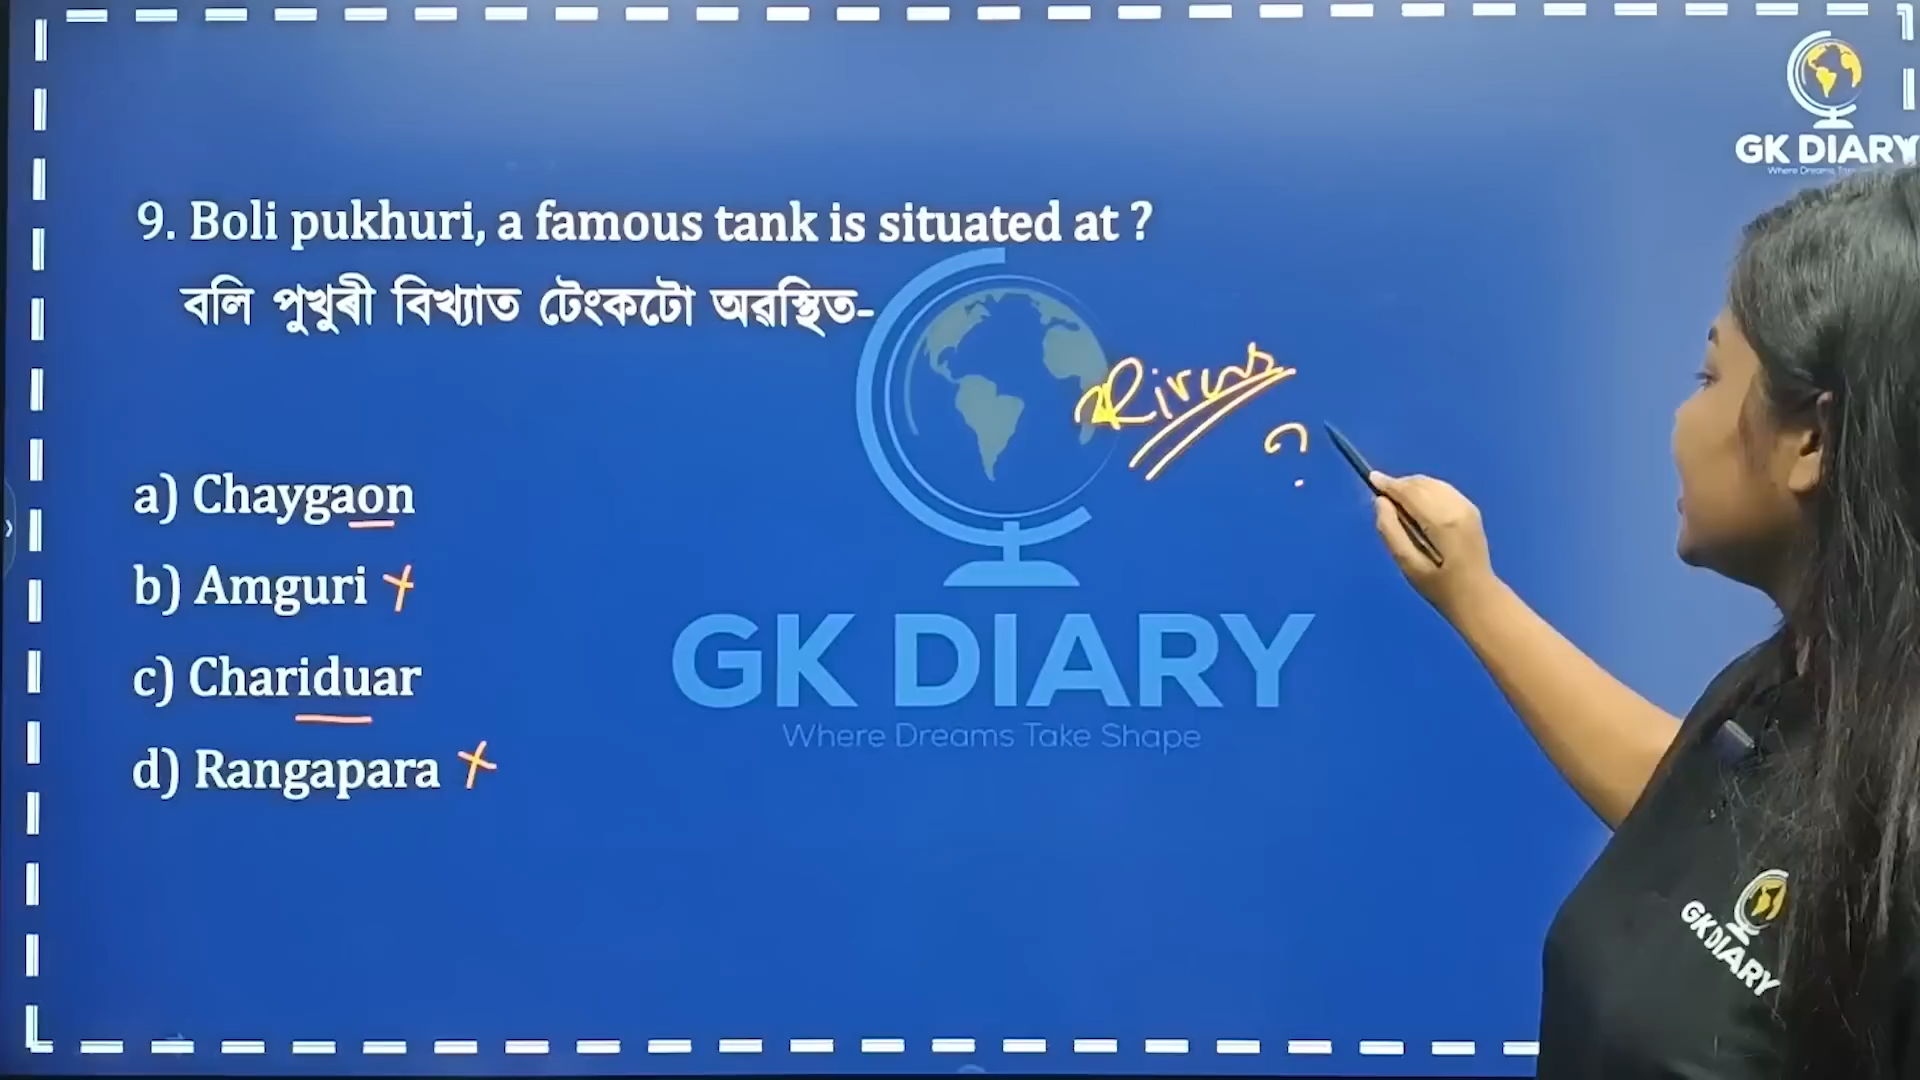 GK DIARY
9. Boli pukhuri, a famous tank is situated at ?
বলি পুখুৰী বিখ্যাত টেংকটো অৱস্থিত-
?
a) Chaygaon
b) Amguri
c) Chariduar
d) Rangapara
GK DIARY
Where Dreams Take Shape
GK DIARY